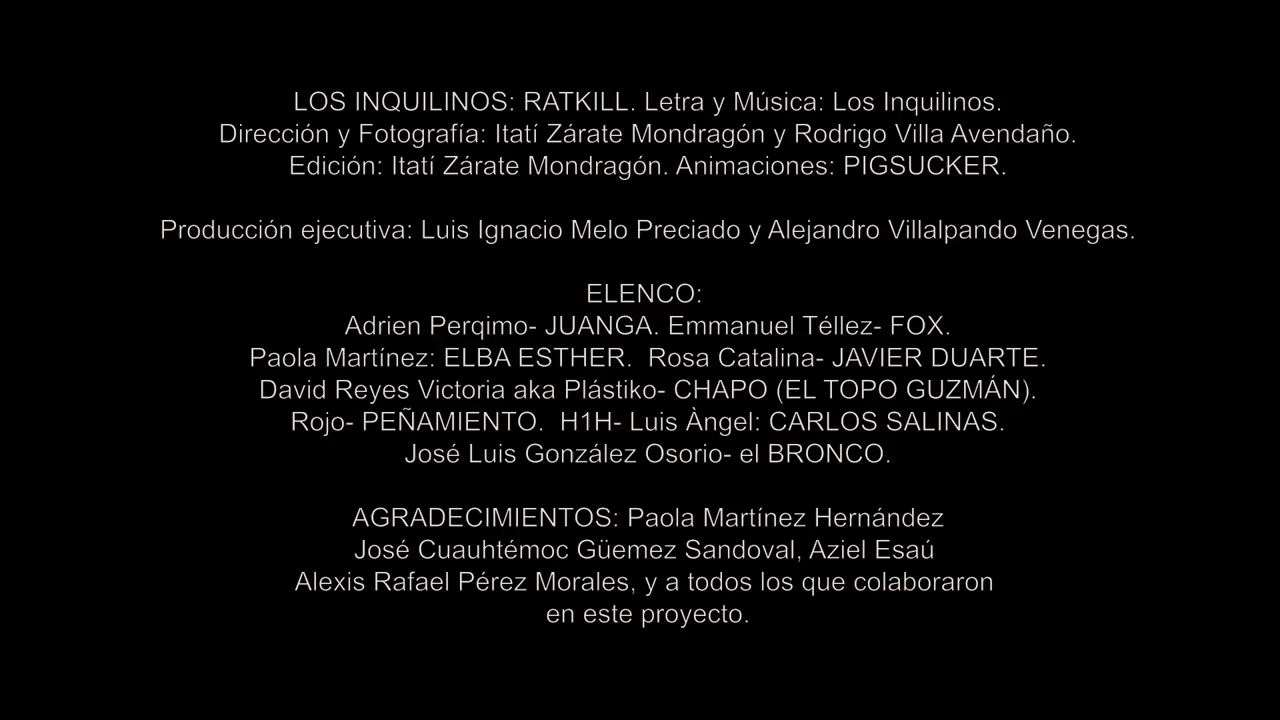 LOS INQUILINOS: RATKILL. Letra y Música: Los Inquilinos.
Dirección y Fotografía: Itatí Zárate Mondragón y Rodrigo Villa Avendaño.
Edición: Itatí Zárate Mondragón. Animaciones: PIGSUCKER.
Producción ejecutiva: Luis Ignacio Melo Preciado y Alejandro Villalpando Venegas.
ELENCO:
Adrien Perqimo- JUANGA. Emmanuel Téllez- FOX.
Paola Martínez: ELBA ESTHER.  Rosa Catalina- JAVIER DUARTE.
David Reyes Victoria aka Plástiko- CHAPO (EL TOPO GUZMÁN).
Rojo- PEÑAMIENTO.  H1H- Luis Àngel: CARLOS SALINAS.
José Luis González Osorio- el BRONCO.
AGRADECIMIENTOS: Paola Martínez Hernández
José Cuauhtémoc Güemez Sandoval, Aziel Esaú
Alexis Rafael Pérez Morales, y a todos los que colaboraron
en este proyecto.